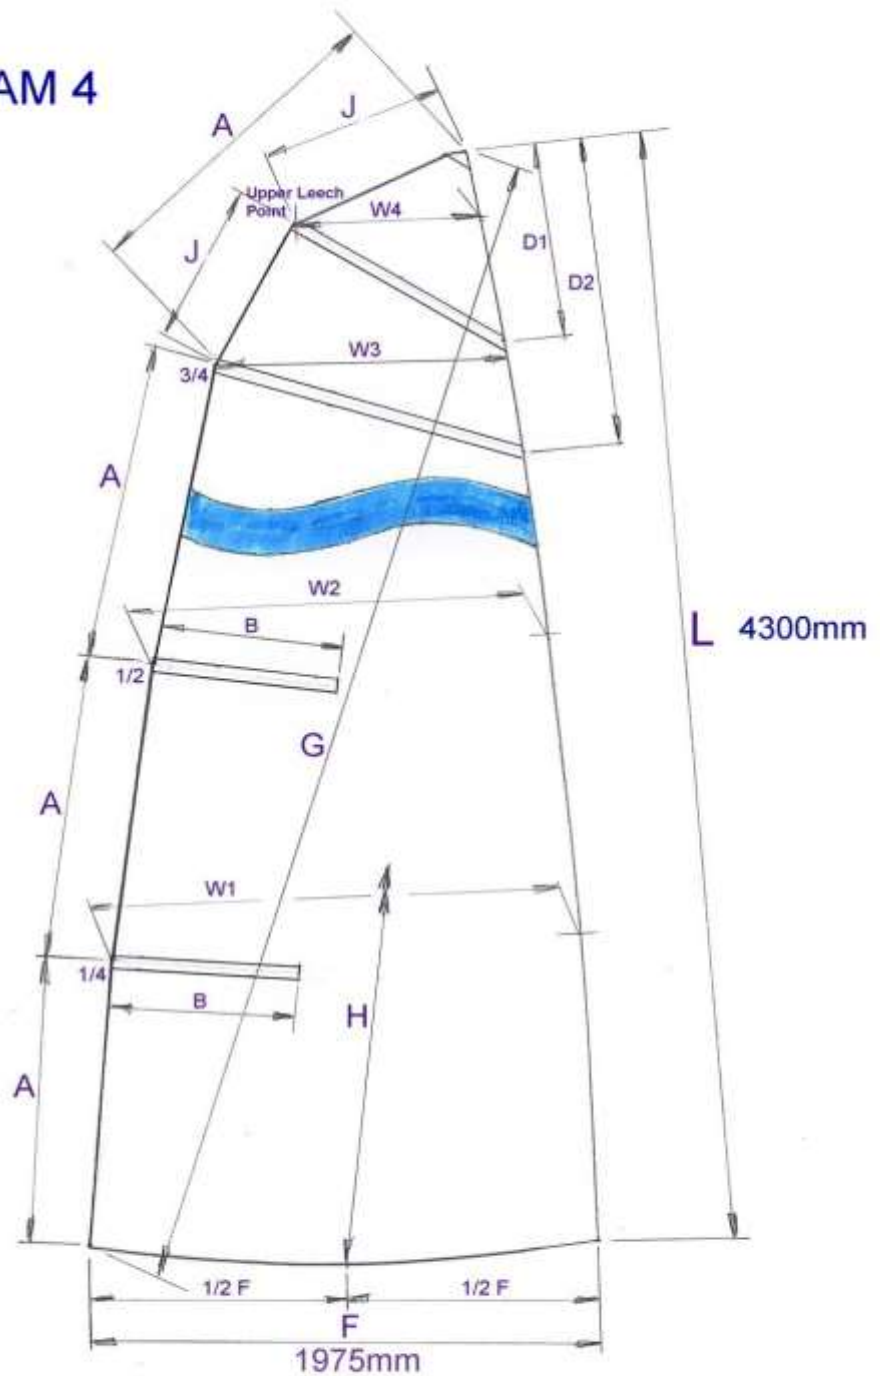 AM 4
A
J
Upper Leech
Point
W4
J
D1
D2
W3
3/4
A
W2
B
L 4300mm
1/2
G
A
W1
1/4
B
H
A
1/2 F
1/2 F
F
1975mm